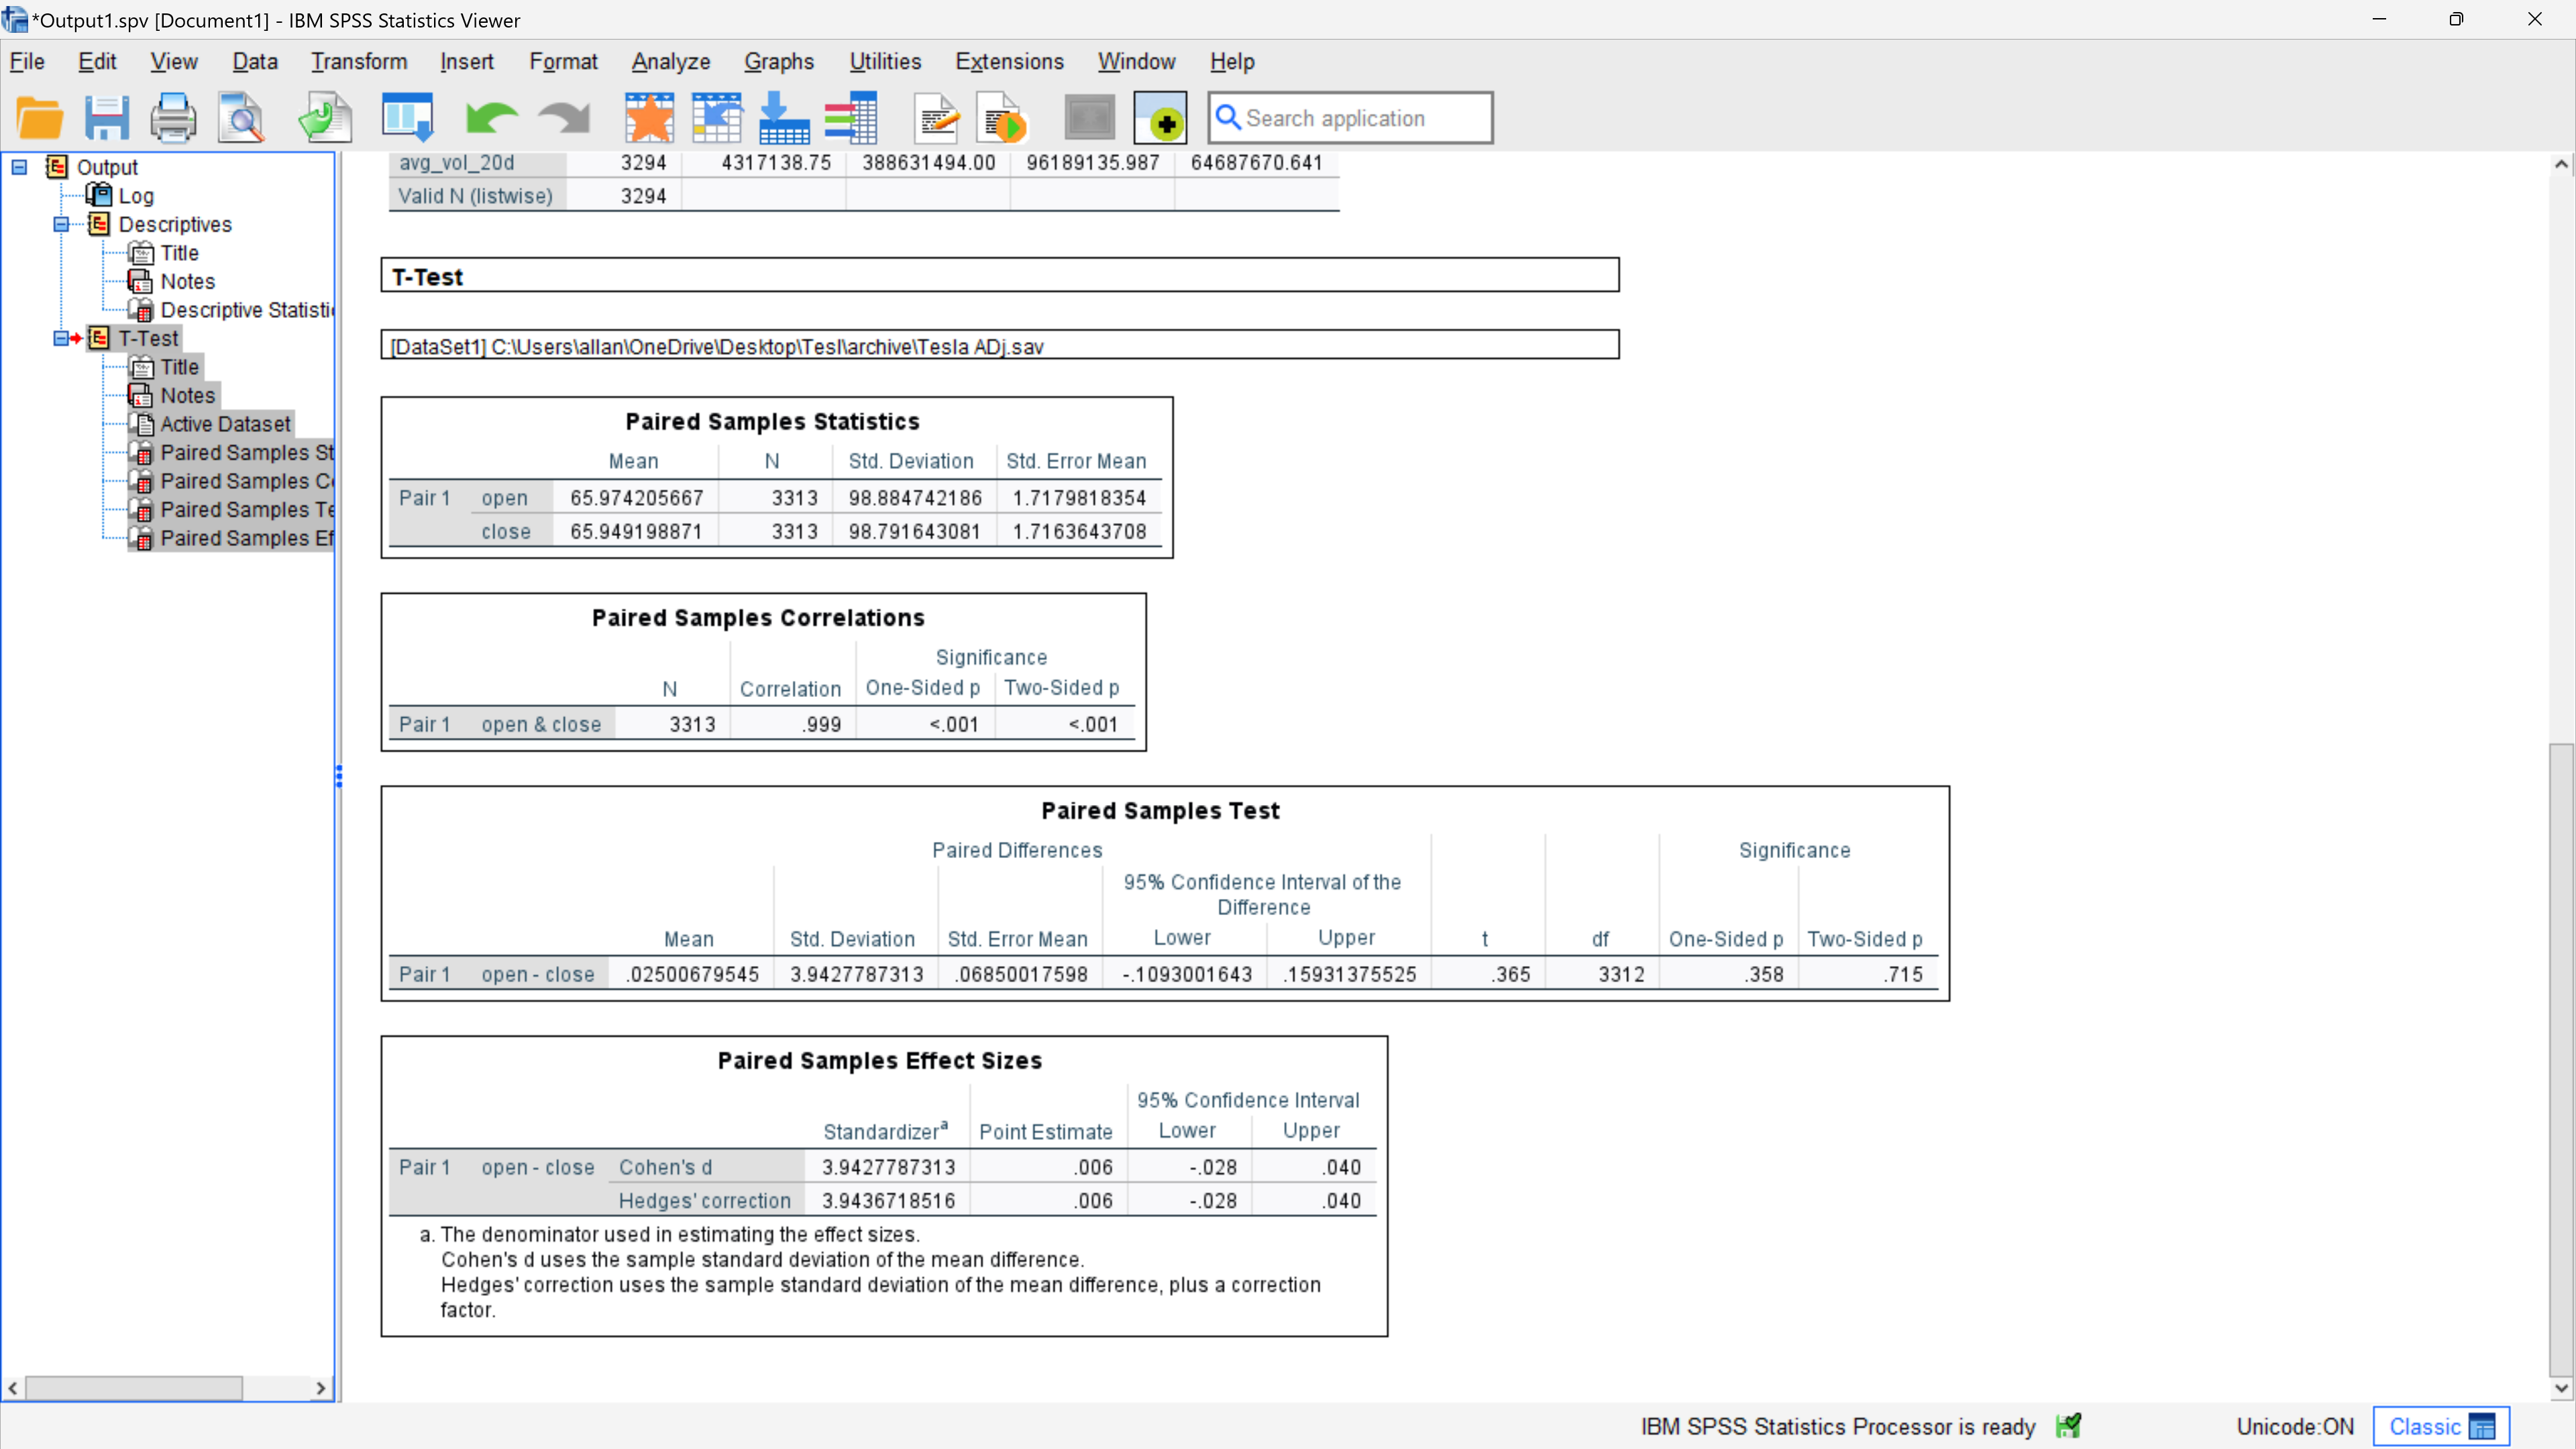 *Output1.spv [Document1] - IBM SPSS Statistics Viewer
File Edit View Data Transform Insert Format Analyze Graphs Utilities Extensions Window Help
Search application
Output
Log
Descriptives
Title
Notes
Descriptive Statisti
T-Test
Title
Notes
Active Dataset
Paired Samples St
Paired Samples C
Paired Samples Te
Paired Samples Ef
avg_vol_20d 3294 4317138.75 388631494.00 96189135.987 64687670.641
Valid N (listwise) 3294
T-Test
[DataSet1] C:\Users\allan\OneDrive\Desktop\Tesl\archive\Tesla ADj.sav
Paired Samples Statistics
Mean N Std. Deviation Std. Error Mean
Pair 1 open 65.974205667 3313 98.884742186 1.7179818354
close 65.949198871 3313 98.791643081 1.7163643708
Paired Samples Correlations
Significance
N Correlation One-Sided p Two-Sided p
Pair 1 open & close 3313 .999 <.001 <.001
Paired Samples Test
Paired Differences Significance
95% Confidence Interval of the
Difference
Mean Std. Deviation Std. Error Mean Lower Upper t df One-Sided p Two-Sided p
Pair 1 open - close .02500679545 3.9427787313 .06850017598 -.1093001643 .15931375525 .365 3312 .358 .715
Paired Samples Effect Sizes
95% Confidence Interval
Standardizerᵃ Point Estimate Lower Upper
Pair 1 open - close Cohen's d 3.9427787313 .006 -.028 .040
Hedges' correction 3.9436718516 .006 -.028 .040
a. The denominator used in estimating the effect sizes.
Cohen's d uses the sample standard deviation of the mean difference.
Hedges' correction uses the sample standard deviation of the mean difference, plus a correction
factor.
IBM SPSS Statistics Processor is ready Unicode:ON Classic